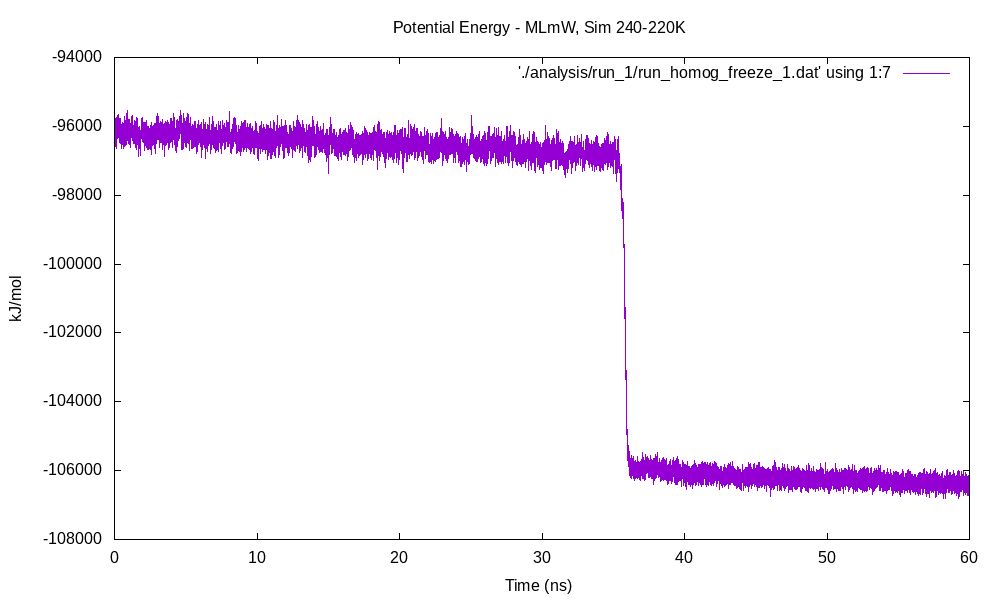 Potential Energy - MLmW, Sim 240-220K
'./analysis/run_1/run_homog_freeze_1.dat' using 1:7
-94000
-96000
-98000
-100000
-102000
-104000
-106000
-108000
kJ/mol
0 10 20 30 40 50 60
Time (ns)